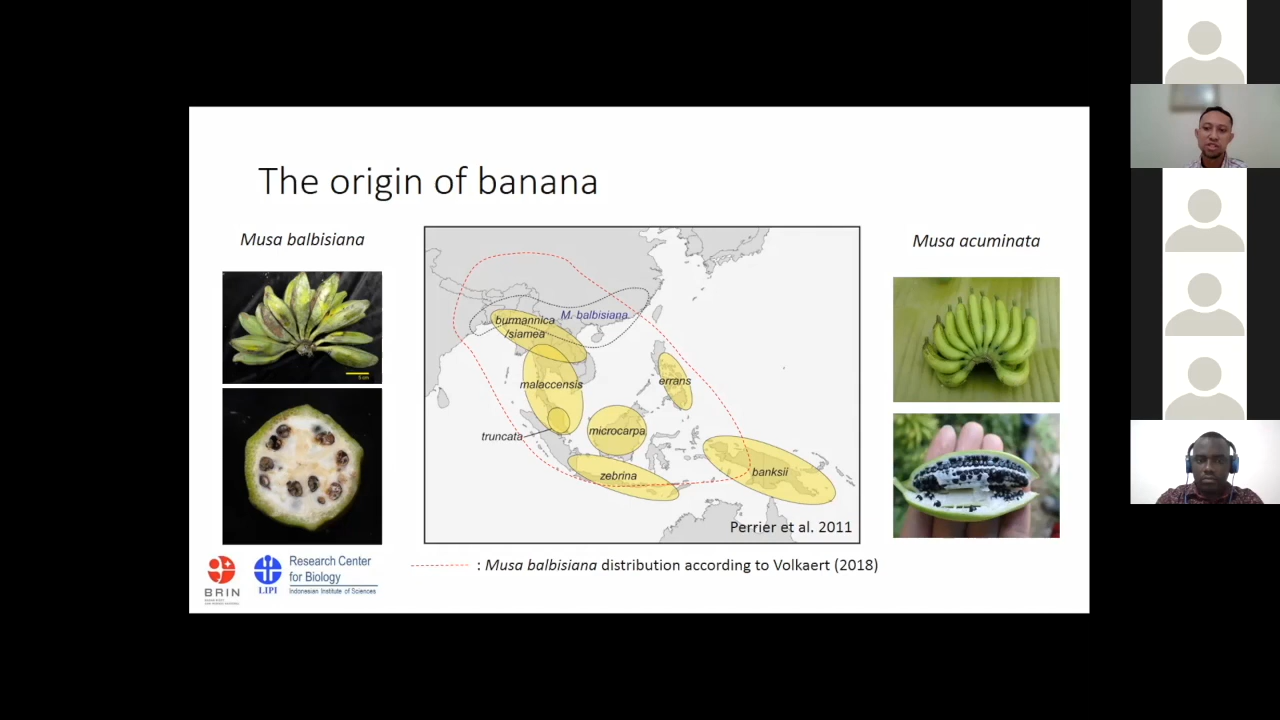 The origin of banana
Musa balbisiana
Musa acuminata
burmannica
/siamea
M. balbisiana
malaccensis
errans
truncata
microcarpa
zebrina
banksii
Perrier et al. 2011
: Musa balbisiana distribution according to Volkaert (2018)
BRIN
LIPI
Research Center
for Biology
Indonesian Institute of Sciences